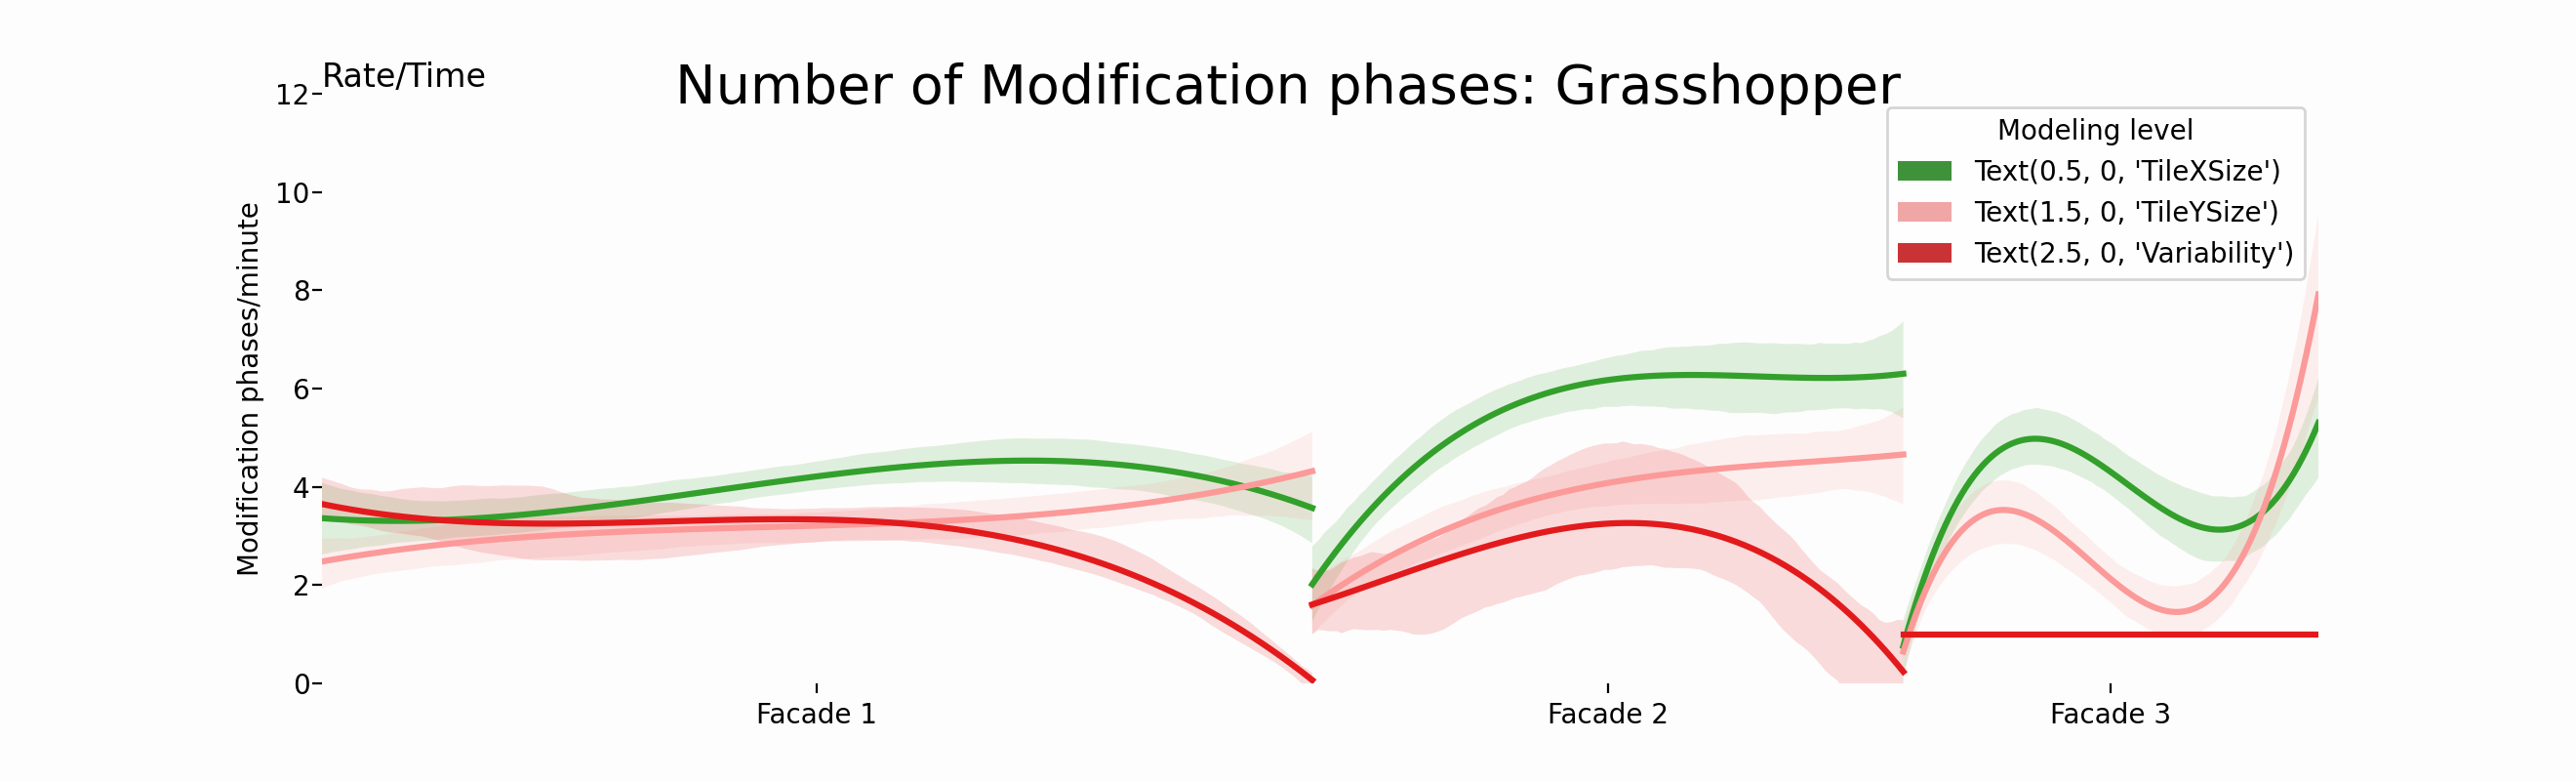 Rate/Time
Number of Modification phases: Grasshopper
Modification phases/minute
12
10
8
6
4
2
0
Modeling level
Text(0.5, 0, 'TileXSize')
Text(1.5, 0, 'TileYSize')
Text(2.5, 0, 'Variability')
Facade 1
Facade 2
Facade 3